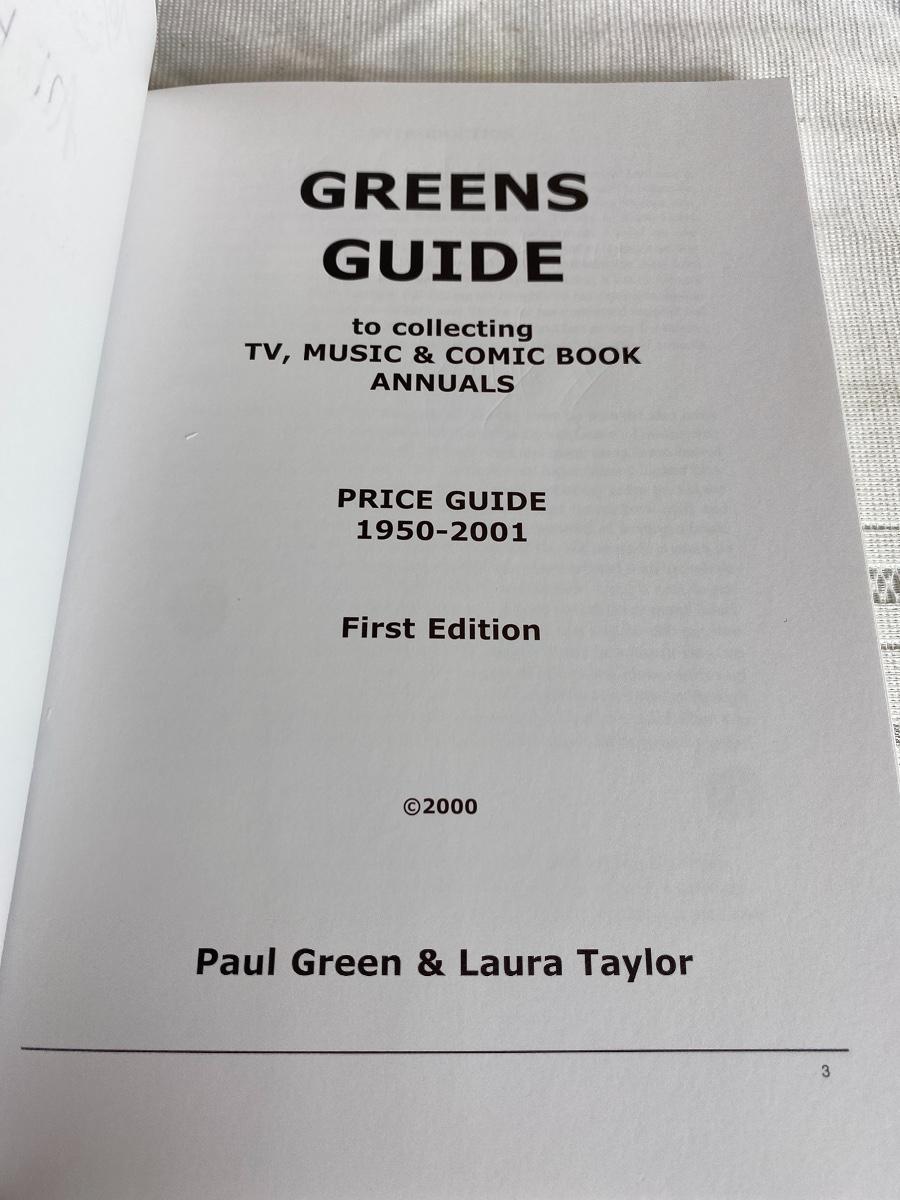 GREENS
GUIDE
to collecting
TV, MUSIC & COMIC BOOK
ANNUALS
PRICE GUIDE
1950-2001
First Edition
©2000
Paul Green & Laura Taylor
3